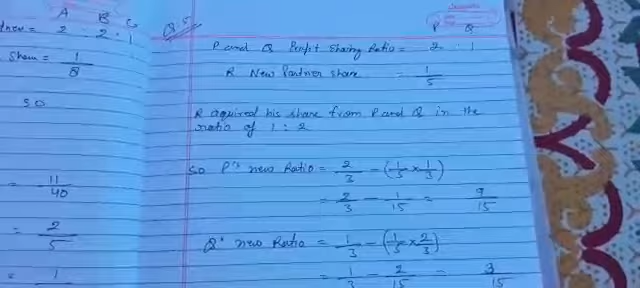 A B C
= 2 : 2 : 1
Share = 1/8
SO
= 11/40
= 2/5
= 1
Q.5
P Q
P and Q Profit Sharing Ratio = 2 : 1
R New Partner share = 1/5
R aquired his share from P and Q in the
ratio of 1 : 2
SO P's new Ratio = 2/3 - (1/5 × 1/3)
= 2/3 - 1/15 = 9/15
Q's new Ratio = 1/3 - (1/5 × 2/3)
= 1/3 - 2/15 = 3/15